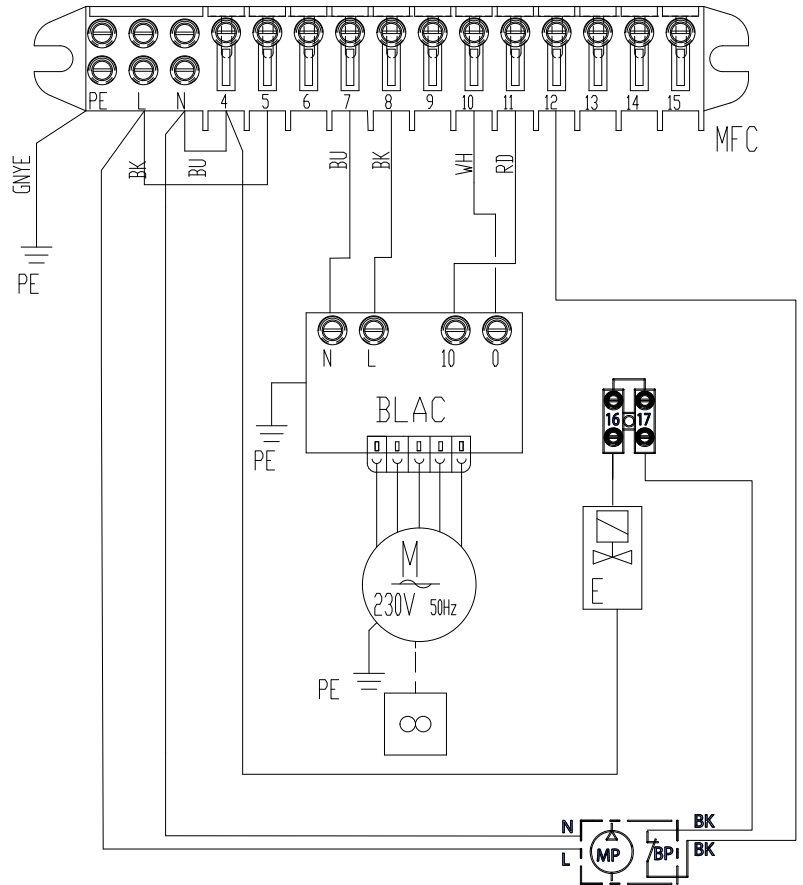 PE L N 4 5 6 7 8 9 10 11 12 13 14 15
MFC
GNYE
BK
BU
BU
BK
WH
RD
PE
N L 10 0
BLAC
PE
16 17
M
230V 50Hz
E
PE
N
BK
L
MP
BP
BK